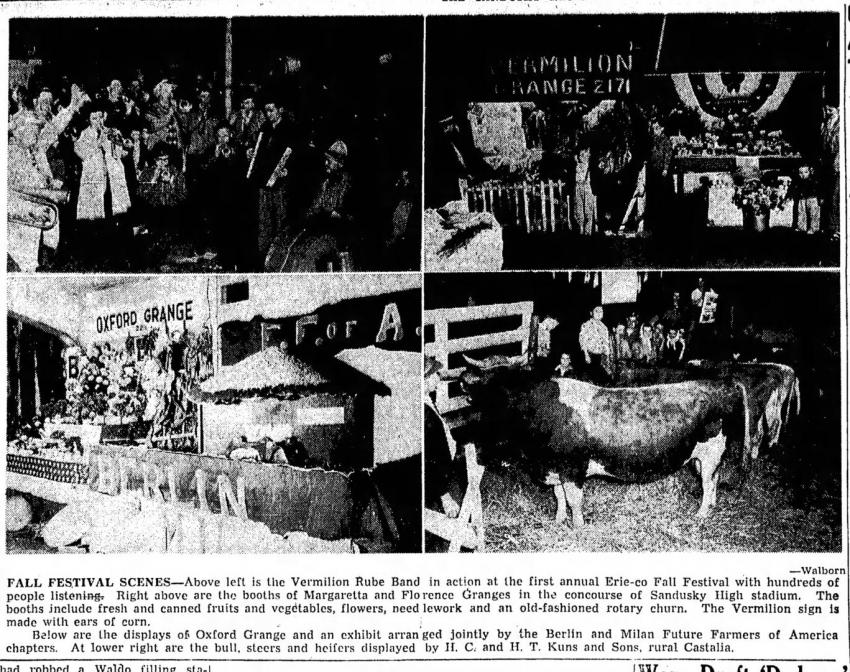 VERMILION
GRANGE 2171
OXFORD GRANGE
F.F. OF A.
BERLIN
—Walborn
FALL FESTIVAL SCENES—Above left is the Vermilion Rube Band in action at the first annual Erie-co Fall Festival with hundreds of
people listening. Right above are the booths of Margaretta and Florence Granges in the concourse of Sandusky High stadium. The
booths include fresh and canned fruits and vegetables, flowers, needlework and an old-fashioned rotary churn. The Vermilion sign is
made with ears of corn.
Below are the displays of Oxford Grange and an exhibit arranged jointly by the Berlin and Milan Future Farmers of America
chapters. At lower right are the bull, steers and heifers displayed by H. C. and H. T. Kuns and Sons, rural Castalia.
had robbed a Waldo filling sta-